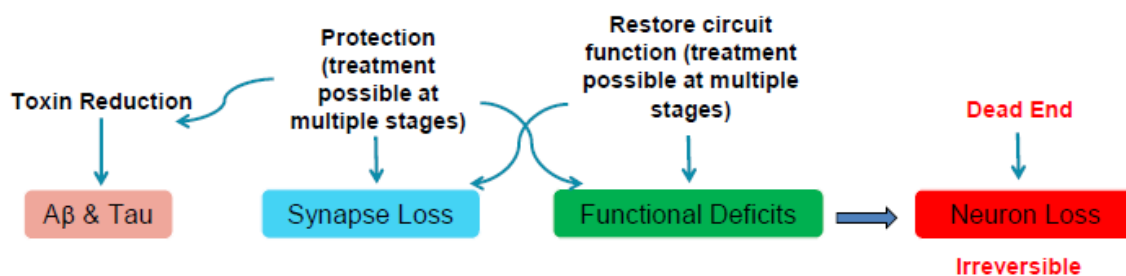 Toxin Reduction
Protection
(treatment
possible at
multiple stages)
Restore circuit
function (treatment
possible at multiple
stages)
Dead End
Aβ & Tau
Synapse Loss
Functional Deficits
Neuron Loss
Irreversible